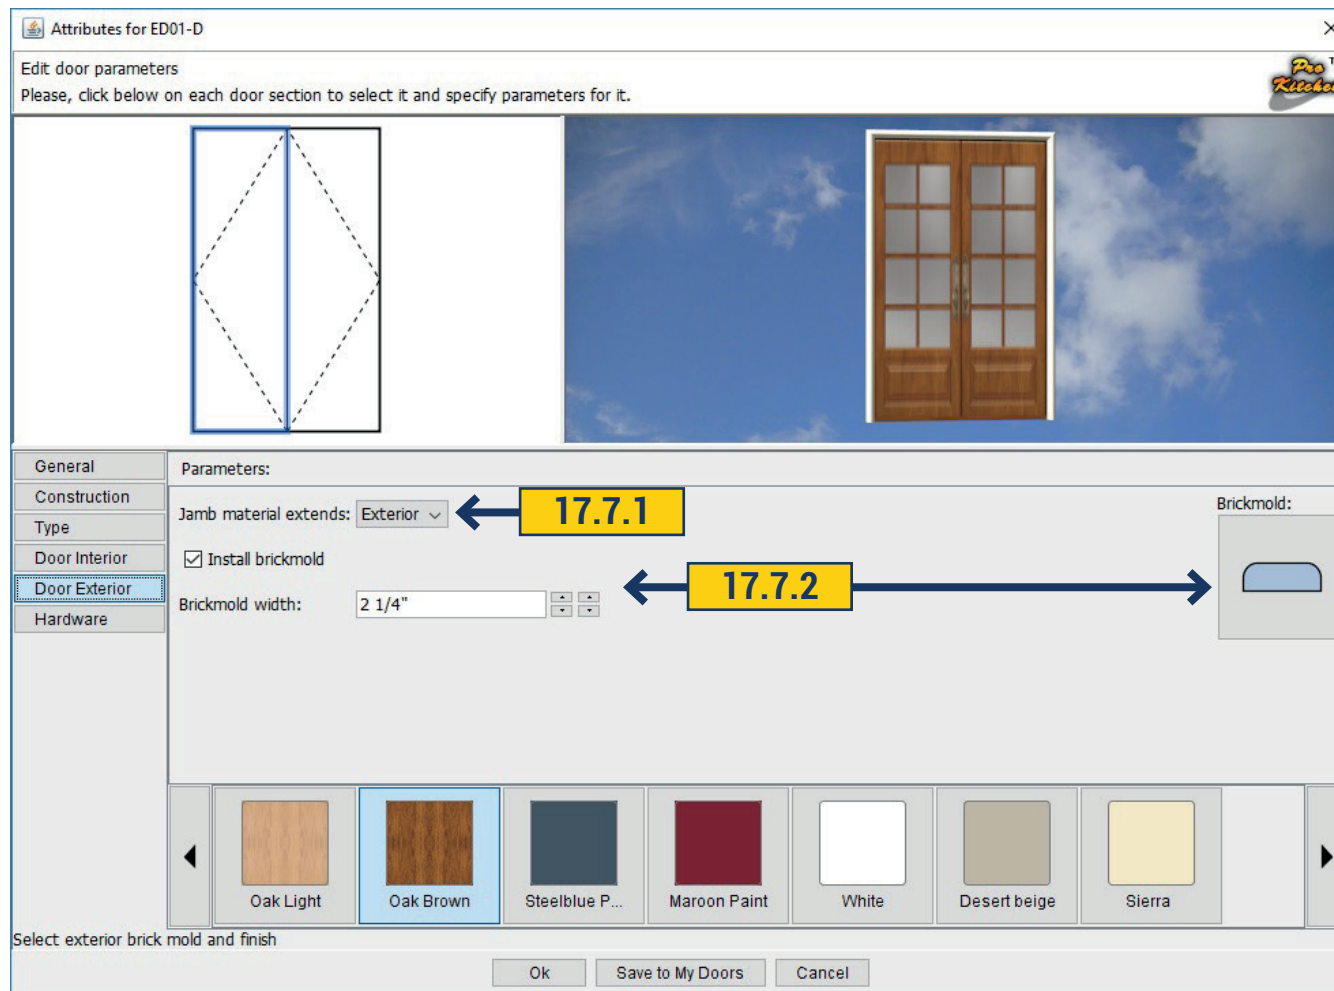 Attributes for ED01-D
Edit door parameters
Please, click below on each door section to select it and specify parameters for it.
Pro
Kitchen
General
Construction
Type
Door Interior
Door Exterior
Hardware
Parameters:
Jamb material extends: Exterior
17.7.1
Install brickmold
17.7.2
Brickmold width: 2 1/4"
Brickmold:
Oak Light
Oak Brown
Steelblue P...
Maroon Paint
White
Desert beige
Sierra
Select exterior brick mold and finish
Ok
Save to My Doors
Cancel